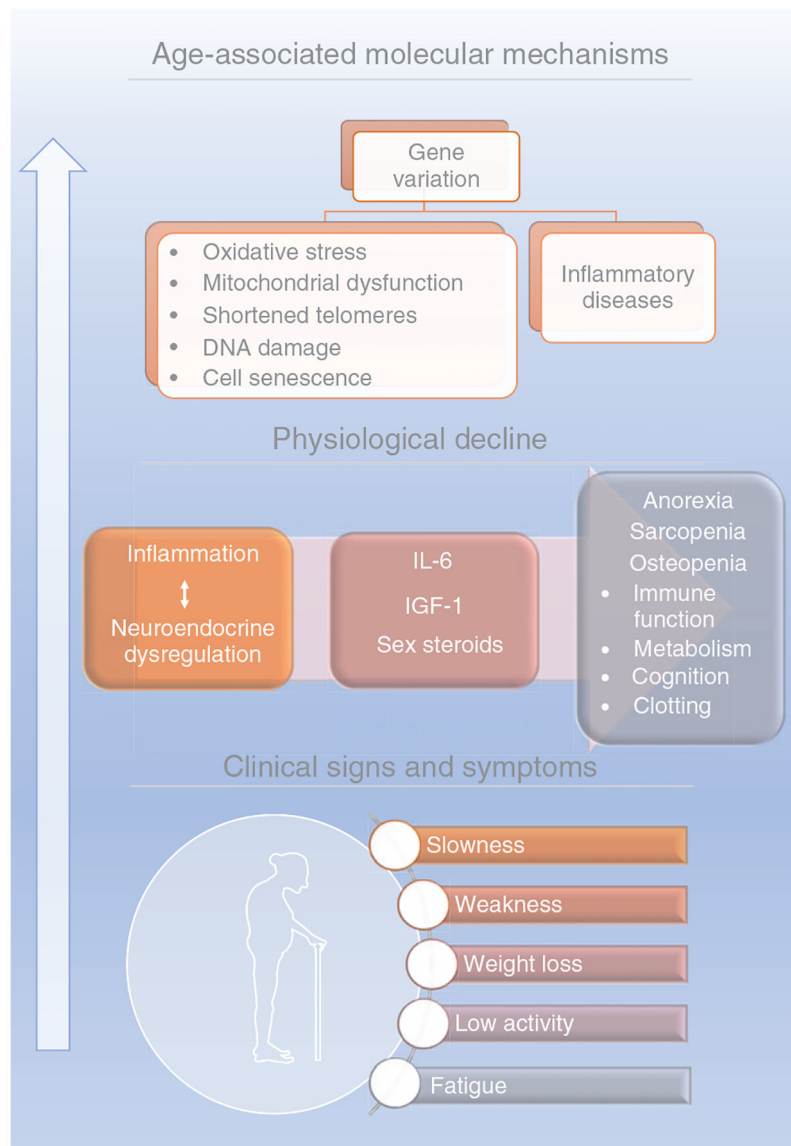 Age-associated molecular mechanisms
Gene
variation
• Oxidative stress
• Mitochondrial dysfunction
• Shortened telomeres
• DNA damage
• Cell senescence
Inflammatory
diseases
Physiological decline
Inflammation
Neuroendocrine
dysregulation
IL-6
IGF-1
Sex steroids
Anorexia
Sarcopenia
Osteopenia
• Immune
function
• Metabolism
• Cognition
• Clotting
Clinical signs and symptoms
Slowness
Weakness
Weight loss
Low activity
Fatigue